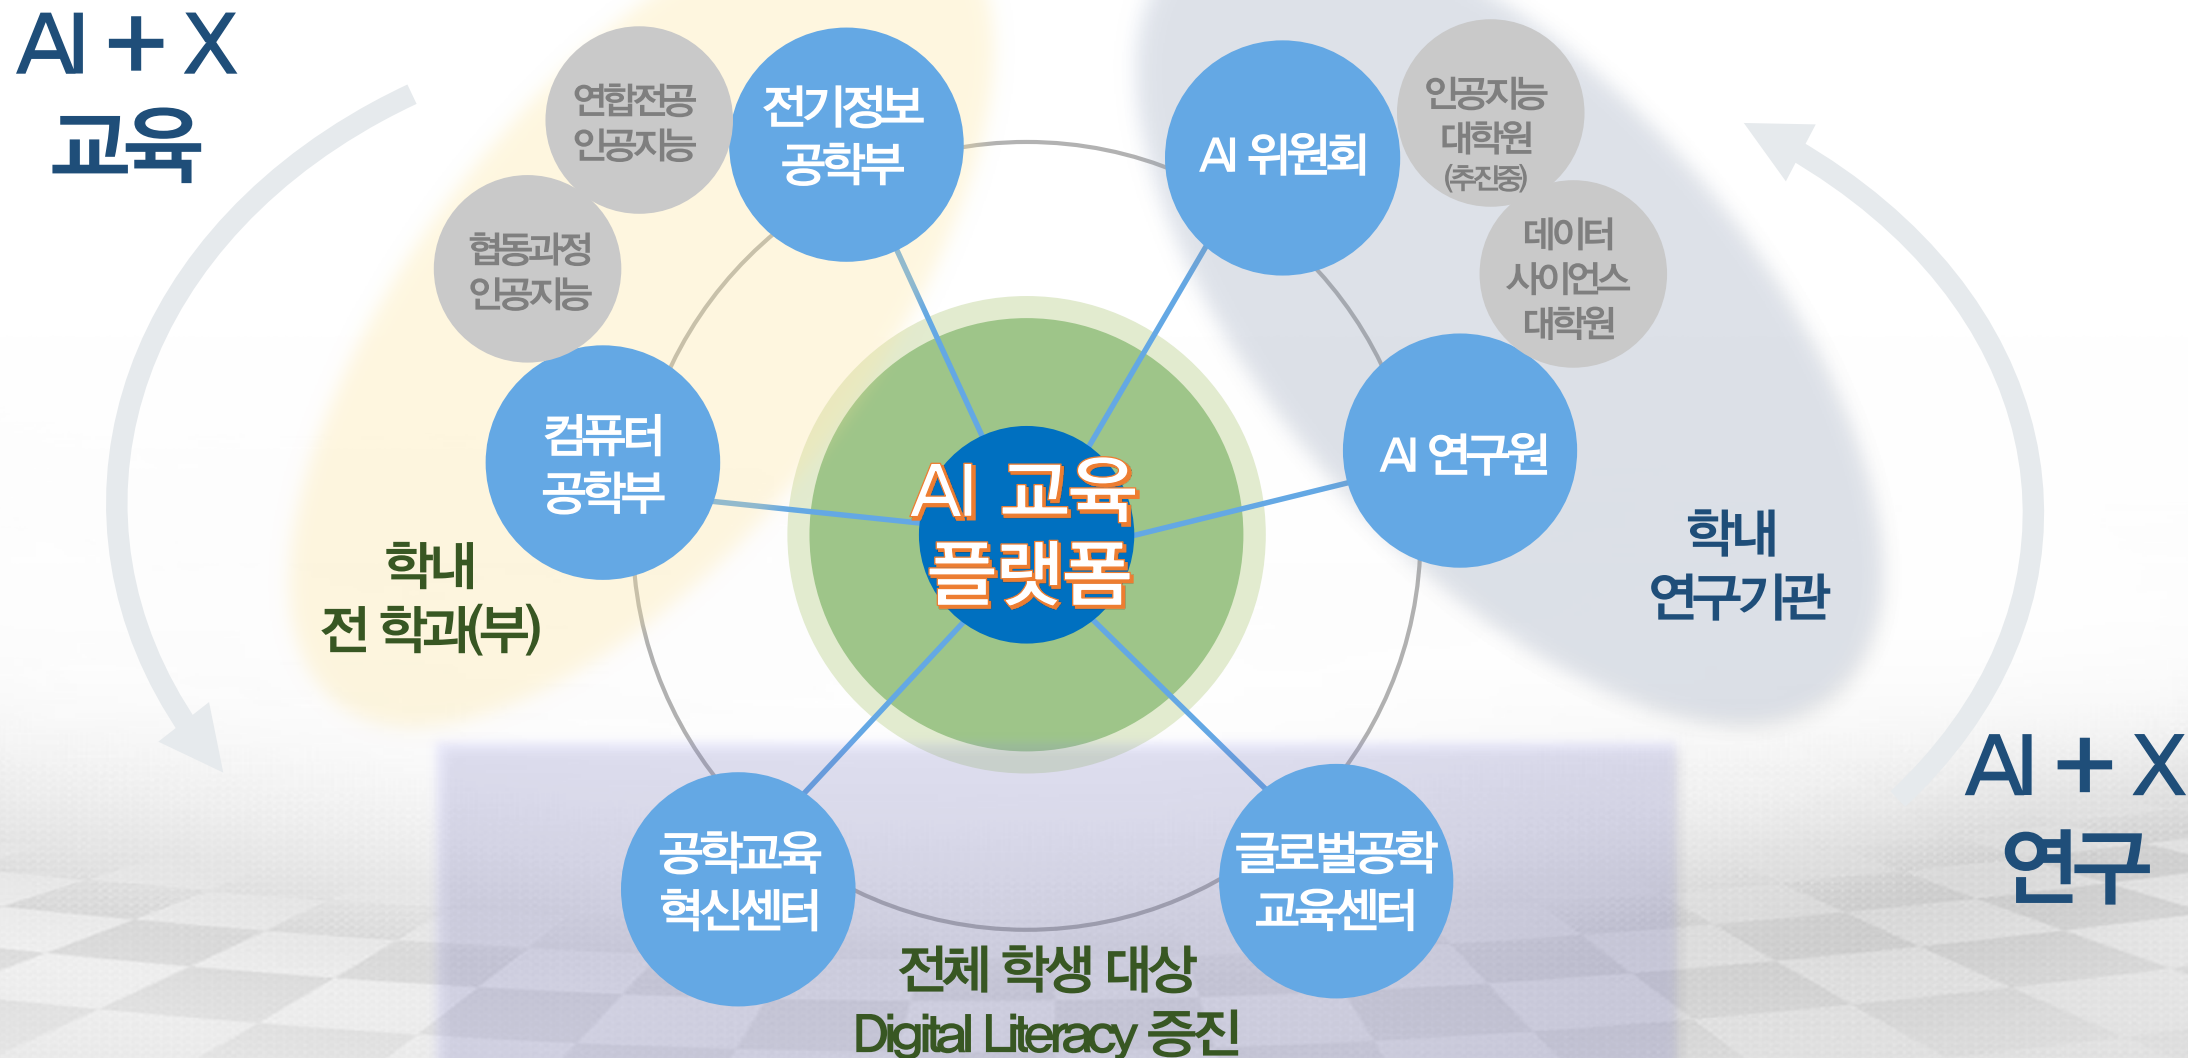 AI + X
교육
연합전공
인공지능
전기정보
공학부
협동과정
인공지능
컴퓨터
공학부
학내
전 학과(부)
AI 위원회
인공지능
대학원
(추진중)
데이터
사이언스
대학원
AI 연구원
학내
연구기관
AI 교육
플랫폼
AI + X
연구
공학교육
혁신센터
글로벌공학
교육센터
전체 학생 대상
Digital Literacy 증진